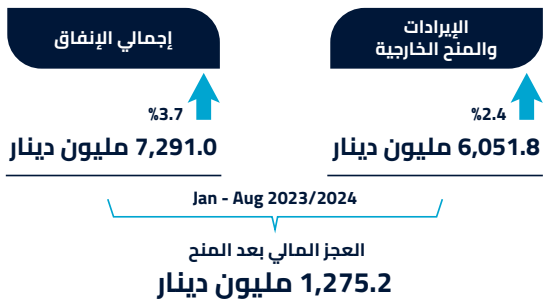 الإيرادات
والمنح الخارجية
%2.4
6,051.8 مليون دينار
إجمالي الإنفاق
%3.7
7,291.0 مليون دينار
Jan - Aug 2023/2024
العجز المالي بعد المنح
1,275.2 مليون دينار